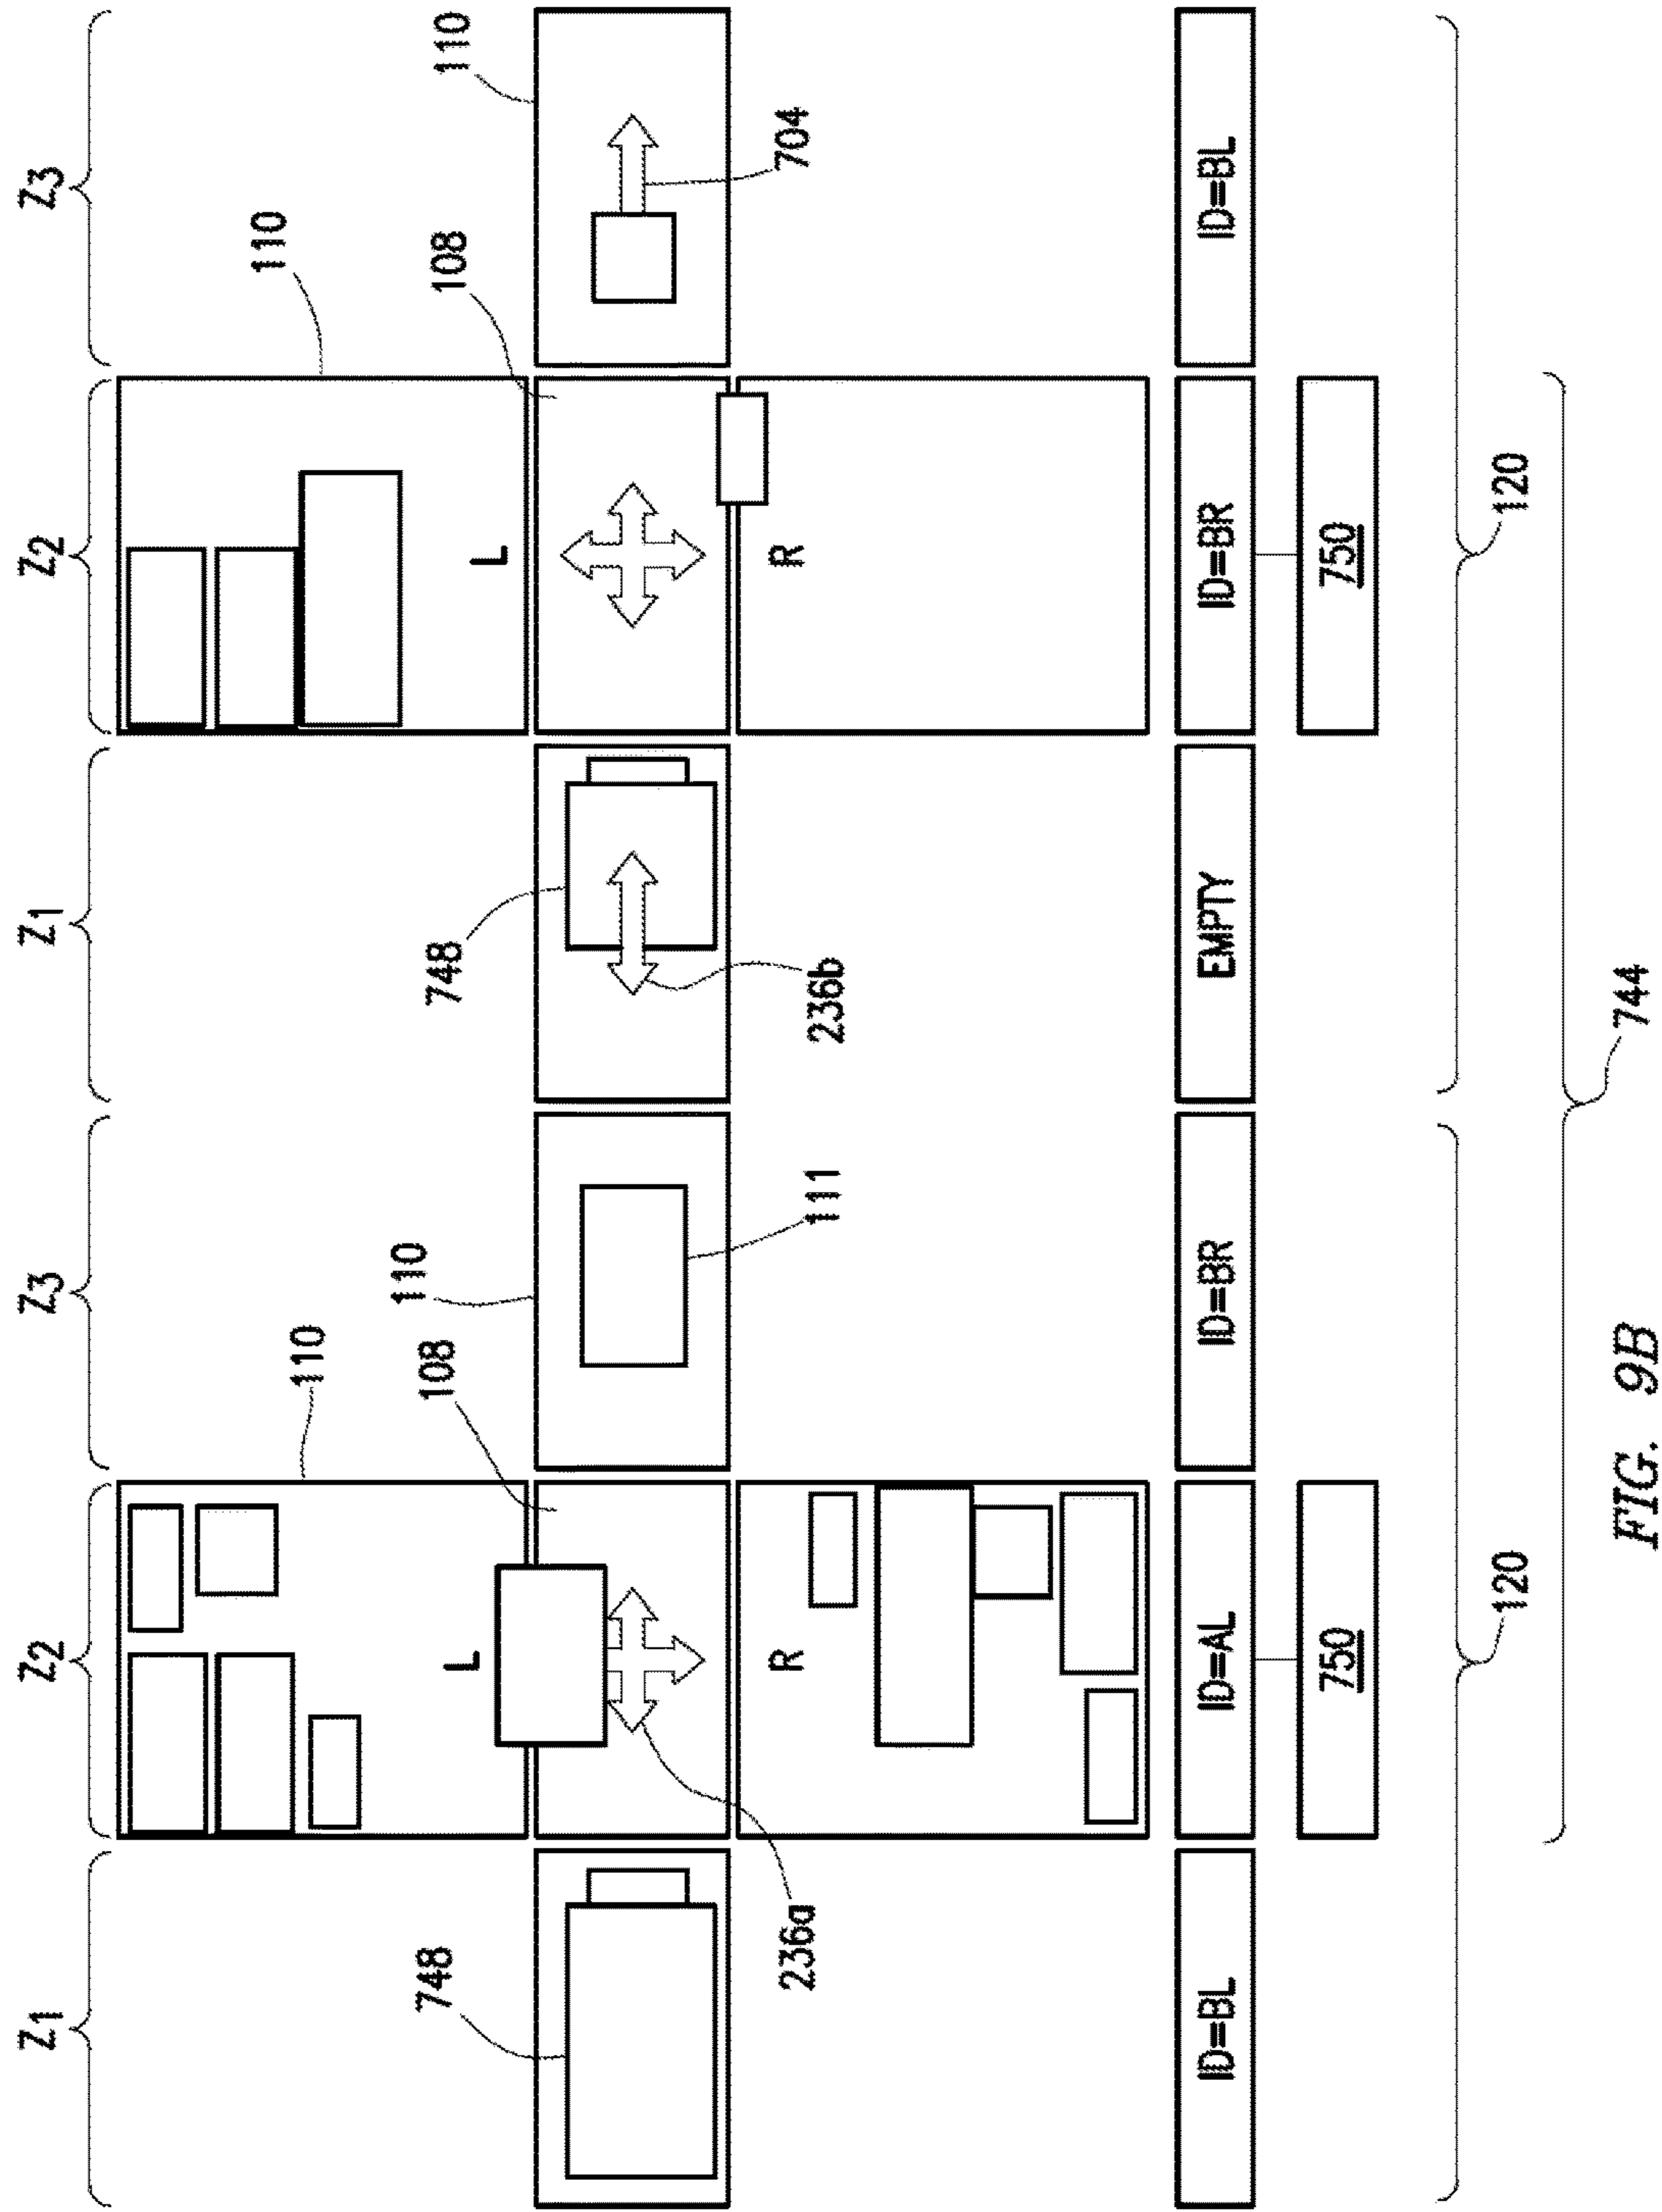 Z1 Z2 Z3 Z1 Z2 Z3
110
110
748 108 110 748 108 110
L L
R R
236a 111 236b 704
ID=BL ID=AL ID=BR EMPTY ID=BR ID=BL
750 750
120 120
744
FIG. 9B